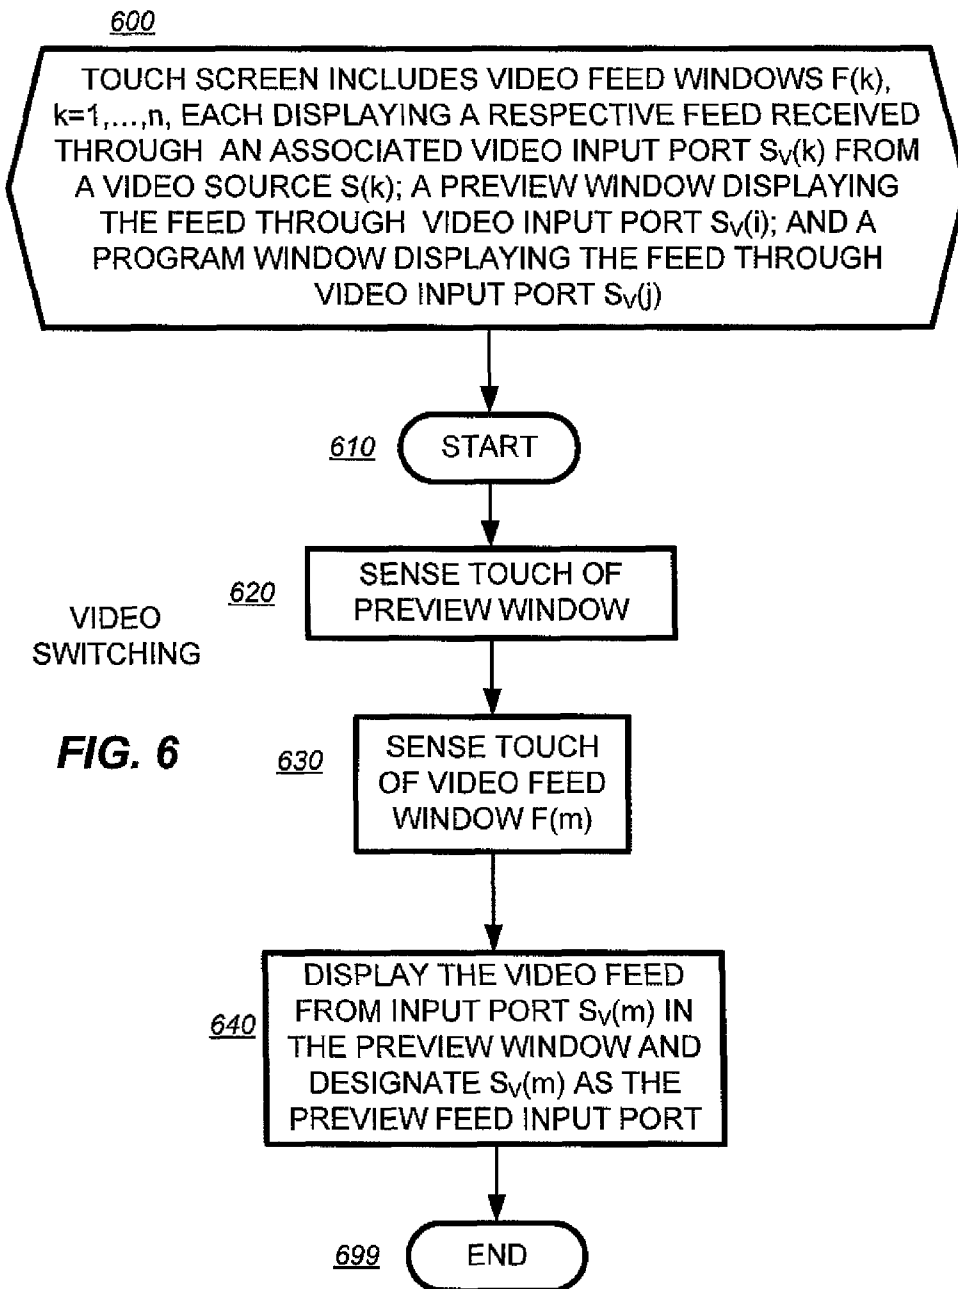 600
TOUCH SCREEN INCLUDES VIDEO FEED WINDOWS F(k),
k=1,...,n, EACH DISPLAYING A RESPECTIVE FEED RECEIVED
THROUGH AN ASSOCIATED VIDEO INPUT PORT SV(k) FROM
A VIDEO SOURCE S(k); A PREVIEW WINDOW DISPLAYING
THE FEED THROUGH VIDEO INPUT PORT SV(i); AND A
PROGRAM WINDOW DISPLAYING THE FEED THROUGH
VIDEO INPUT PORT SV(j)
610
START
620
SENSE TOUCH OF
PREVIEW WINDOW
VIDEO
SWITCHING
FIG. 6
630
SENSE TOUCH
OF VIDEO FEED
WINDOW F(m)
640
DISPLAY THE VIDEO FEED
FROM INPUT PORT SV(m) IN
THE PREVIEW WINDOW AND
DESIGNATE SV(m) AS THE
PREVIEW FEED INPUT PORT
699
END